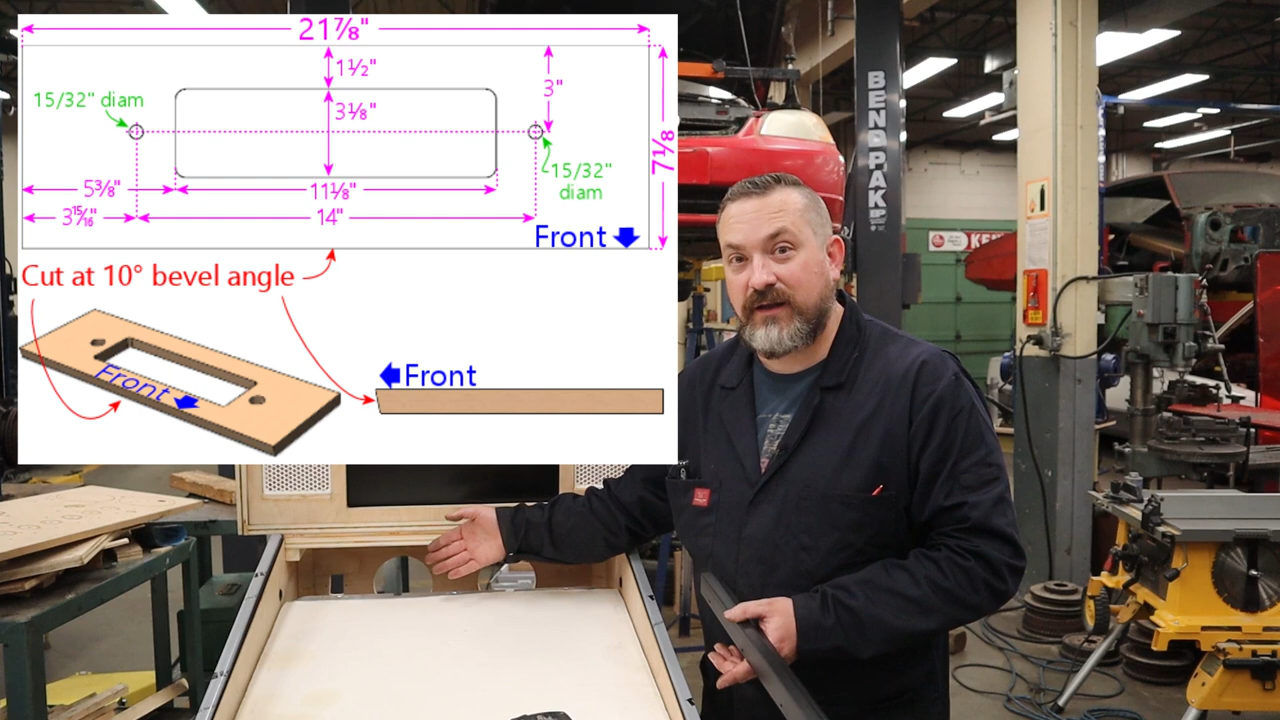 21⅞"
1½"
15/32" diam
3"
3⅛"
7⅛
15/32"
diam
5⅜"
11⅛"
3¹⁵⁄₁₆"
14"
Front
Cut at 10° bevel angle
Front
Front
BENDPAK
KEN